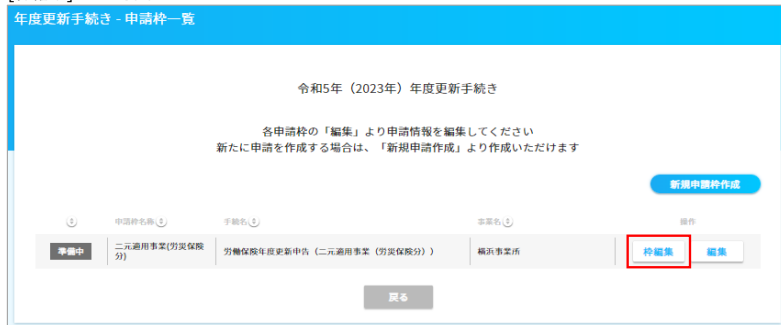 年度更新手続き - 申請枠一覧
令和5年（2023年）年度更新手続き
各申請枠の「編集」より申請情報を編集してください
新たに申請を作成する場合は、「新規申請作成」より作成いただけます
新規申請枠作成
申請枠名称 手続名 事業名 操作
準備中 二元適用事業(労災保険分) 労働保険年度更新申告（二元適用事業（労災保険分）） 横浜事業所 枠編集 編集
戻る